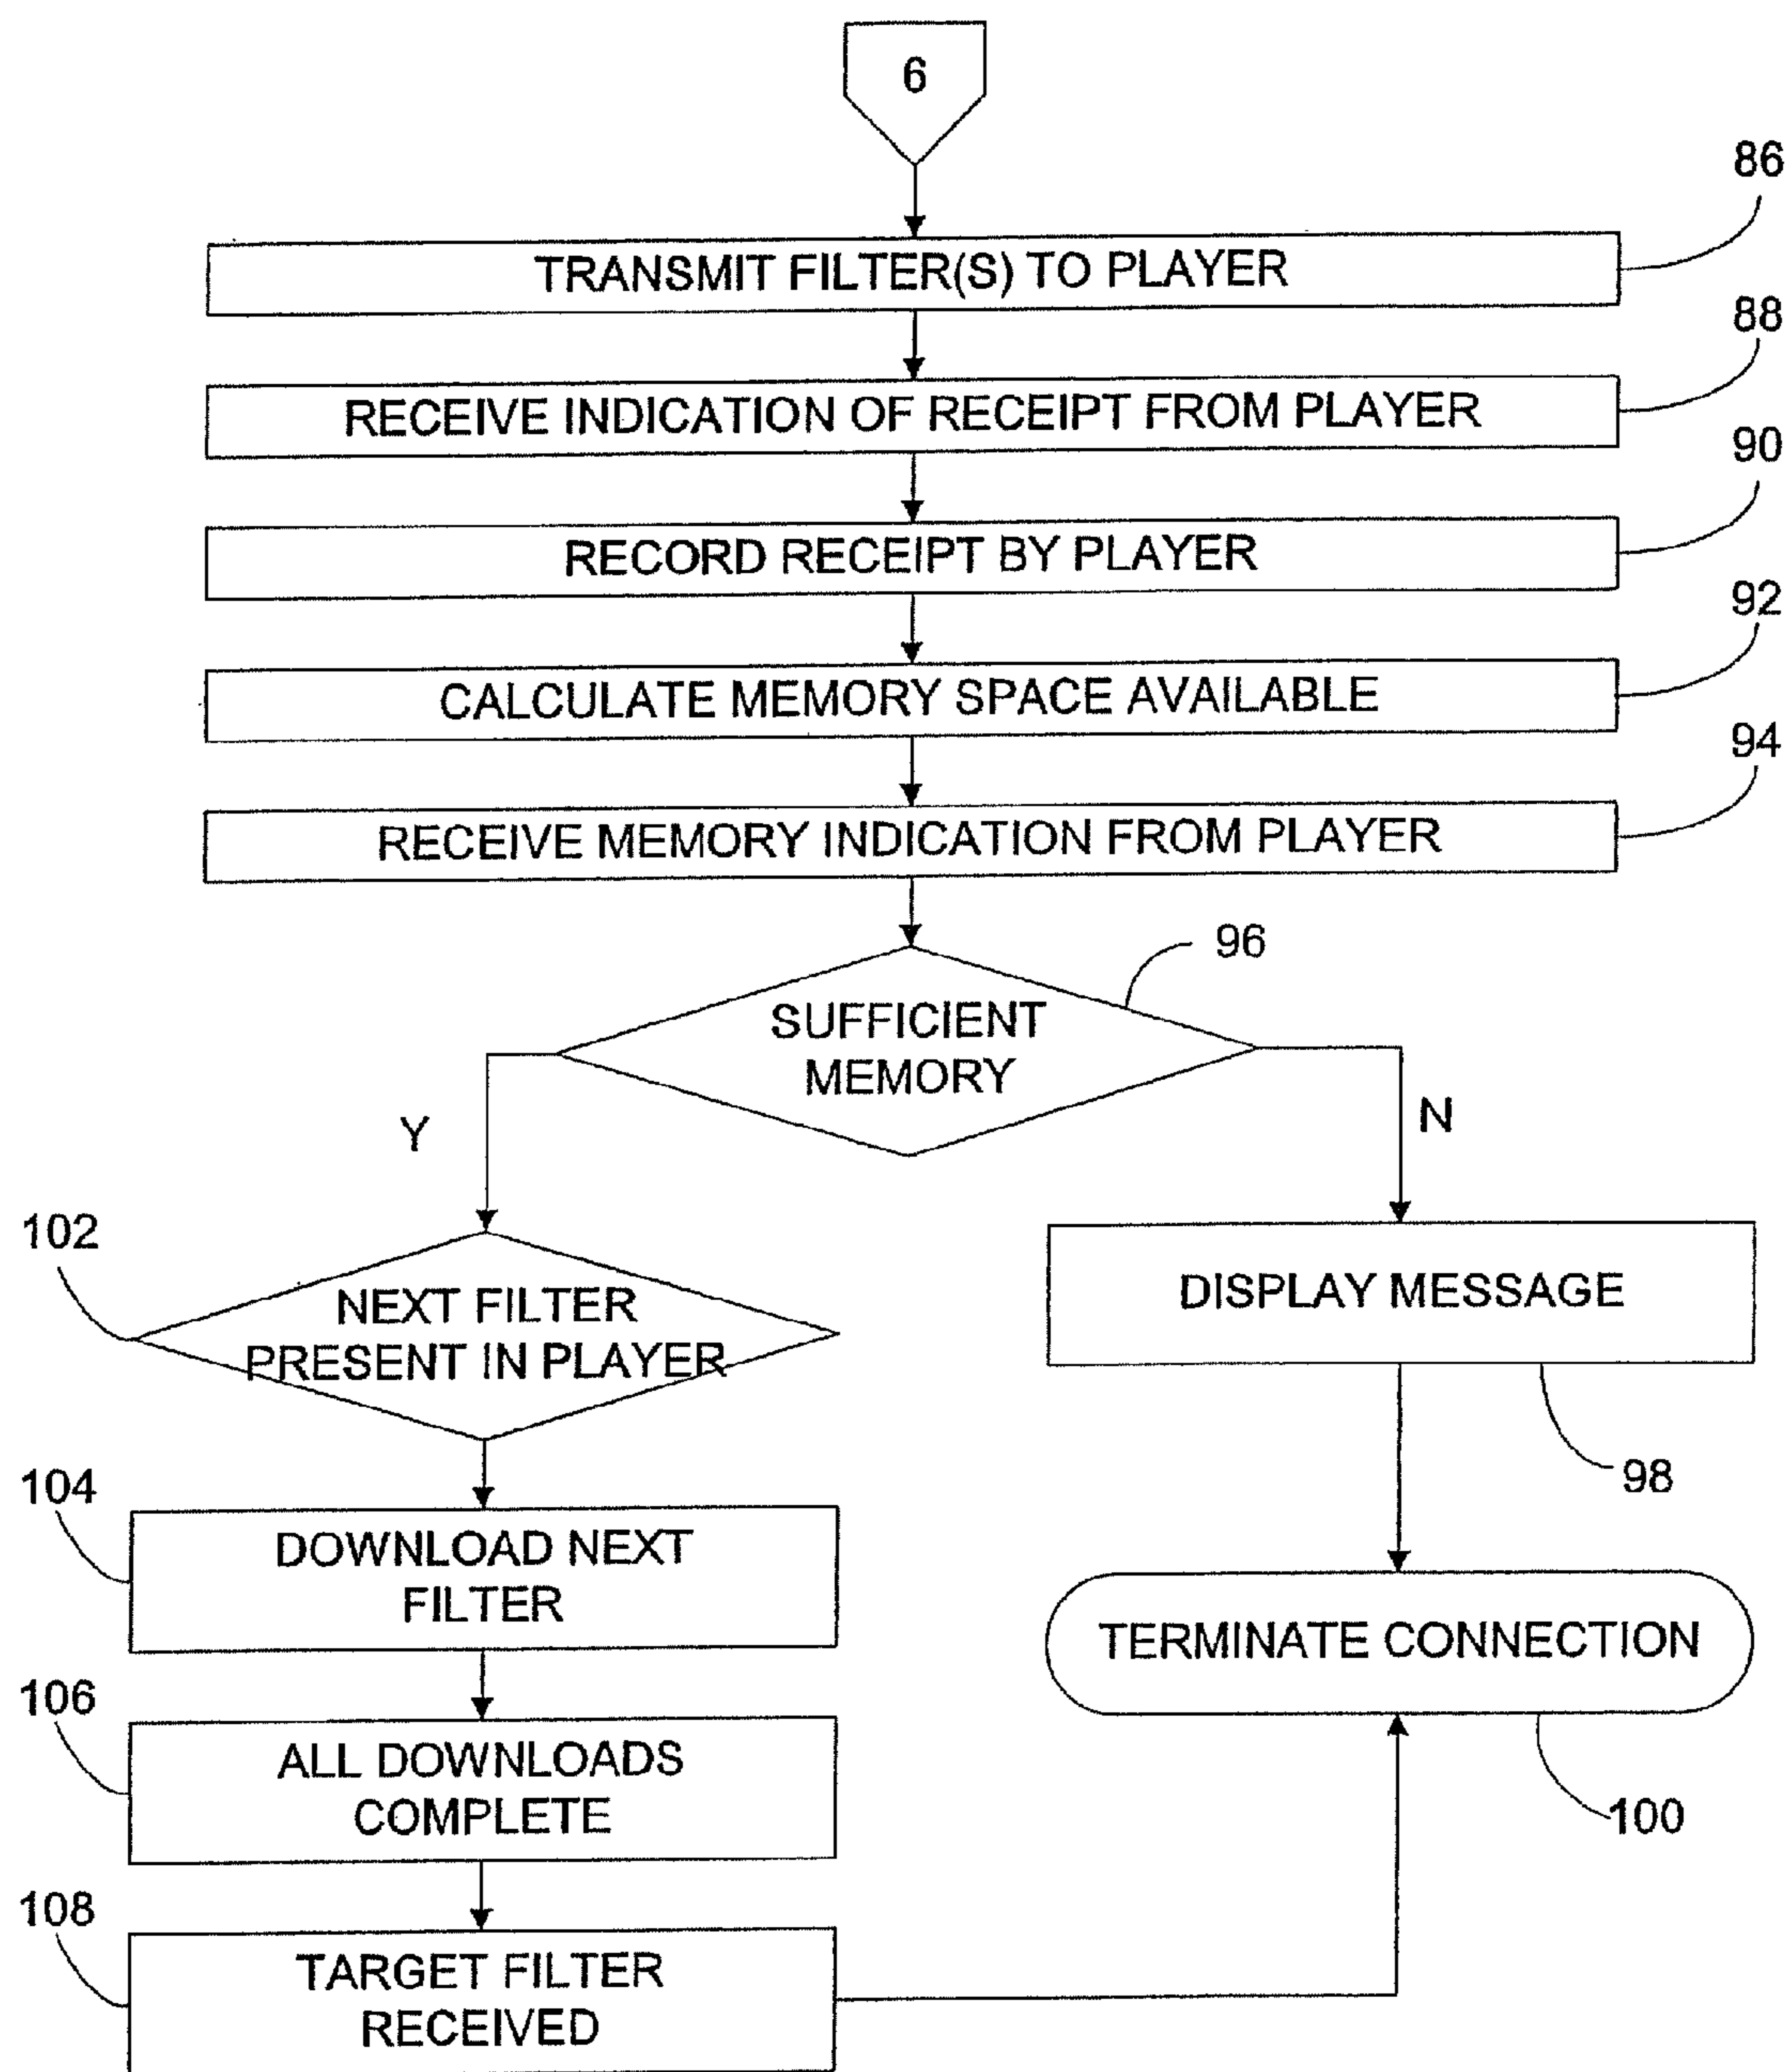 6
86
TRANSMIT FILTER(S) TO PLAYER
88
RECEIVE INDICATION OF RECEIPT FROM PLAYER
90
RECORD RECEIPT BY PLAYER
92
CALCULATE MEMORY SPACE AVAILABLE
94
RECEIVE MEMORY INDICATION FROM PLAYER
96
SUFFICIENT
MEMORY
Y
N
102
NEXT FILTER
PRESENT IN PLAYER
DISPLAY MESSAGE
98
104
DOWNLOAD NEXT
FILTER
TERMINATE CONNECTION
100
106
ALL DOWNLOADS
COMPLETE
108
TARGET FILTER
RECEIVED